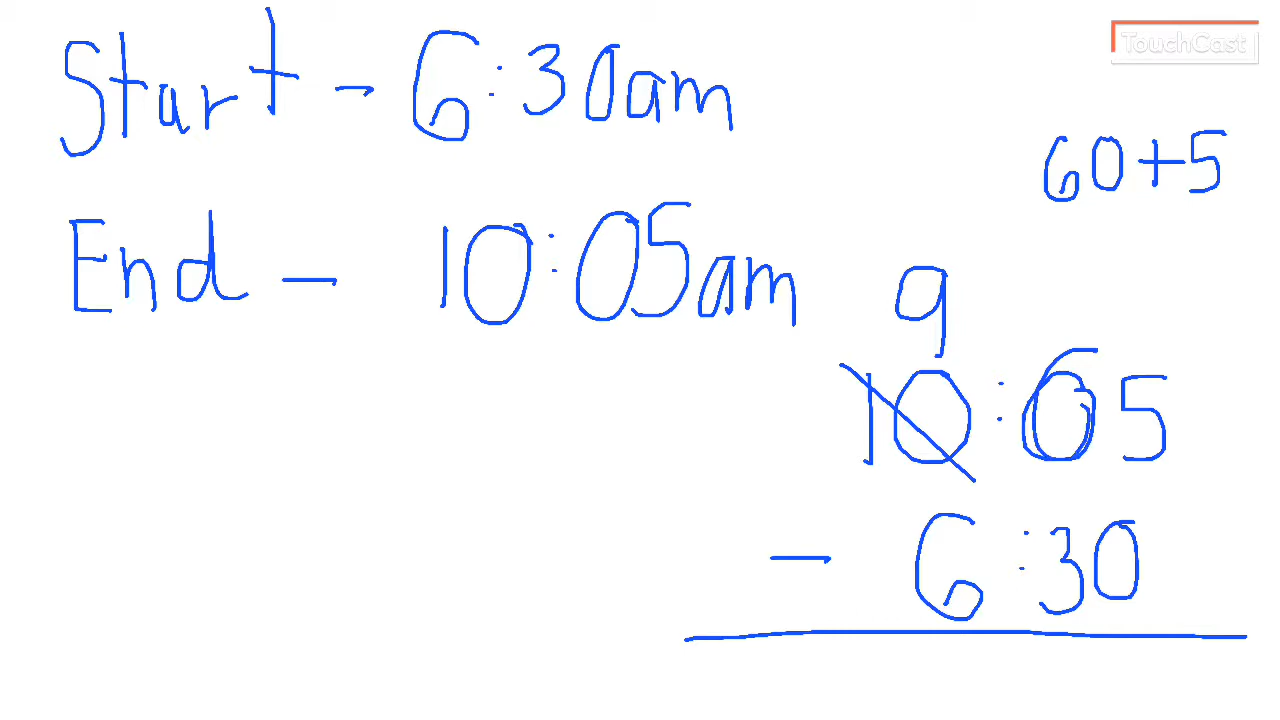 TouchCast
Start - 6:30am
60+5
End - 10:05am
9
10:65
- 6:30